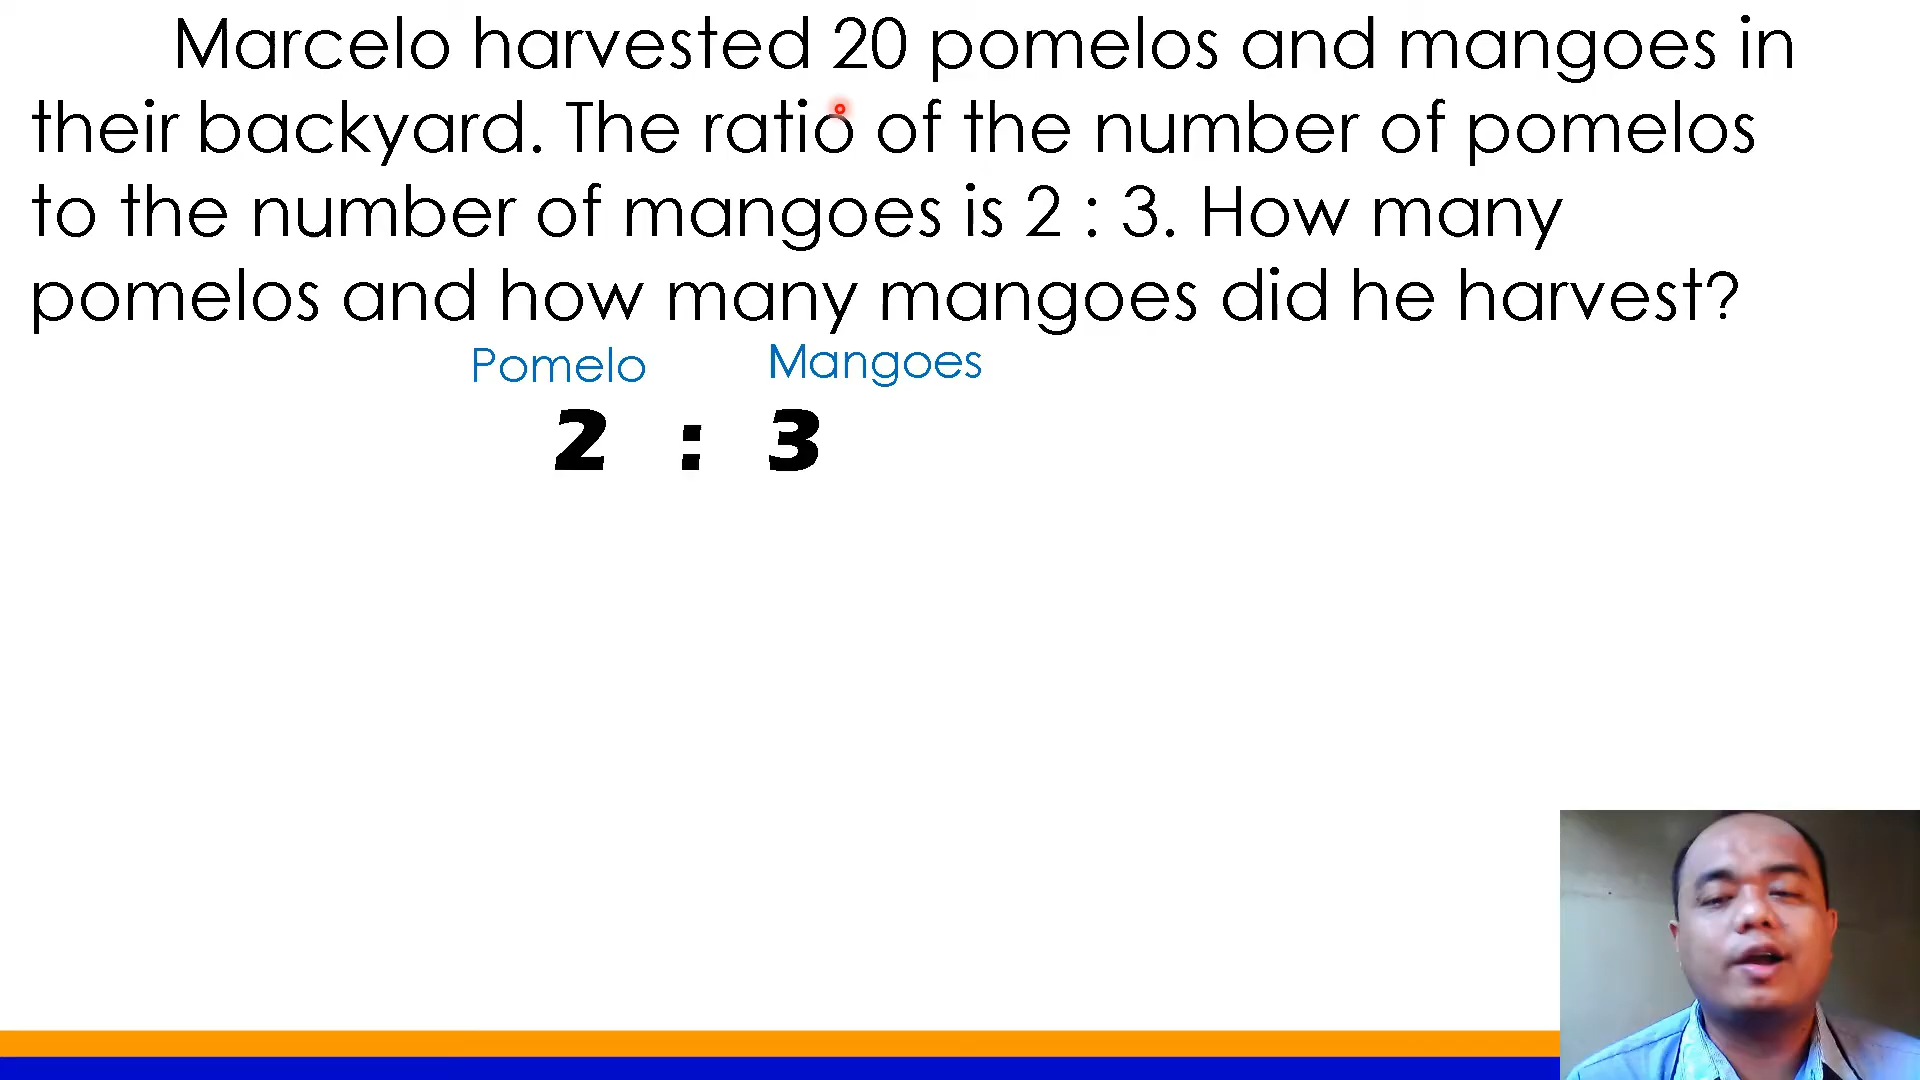 Marcelo harvested 20 pomelos and mangoes in
their backyard. The ratio of the number of pomelos
to the number of mangoes is 2 : 3. How many
pomelos and how many mangoes did he harvest?
Pomelo Mangoes
2 : 3